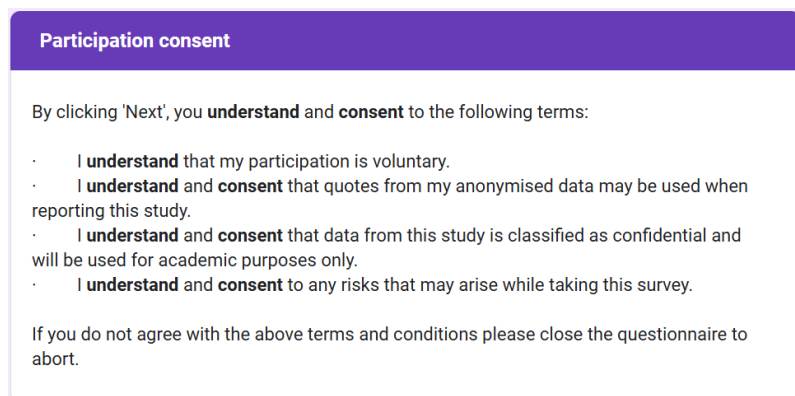 Participation consent
By clicking 'Next', you understand and consent to the following terms:
· I understand that my participation is voluntary.
· I understand and consent that quotes from my anonymised data may be used when
reporting this study.
· I understand and consent that data from this study is classified as confidential and
will be used for academic purposes only.
· I understand and consent to any risks that may arise while taking this survey.
If you do not agree with the above terms and conditions please close the questionnaire to
abort.